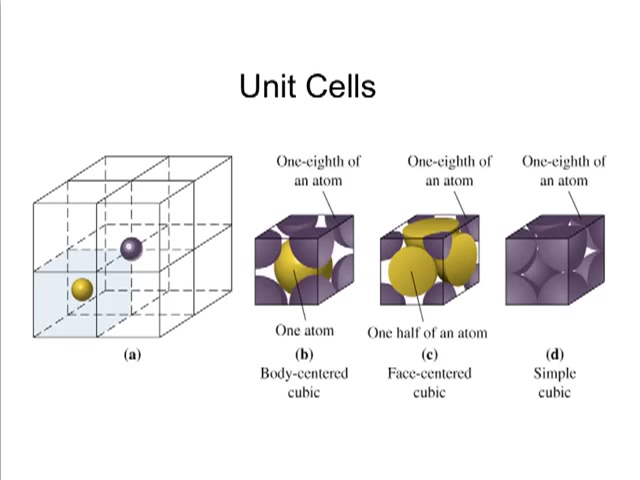 Unit Cells
One-eighth of
an atom
One-eighth of
an atom
One-eighth of
an atom
One atom
One half of an atom
(a)
(b)
Body-centered
cubic
(c)
Face-centered
cubic
(d)
Simple
cubic